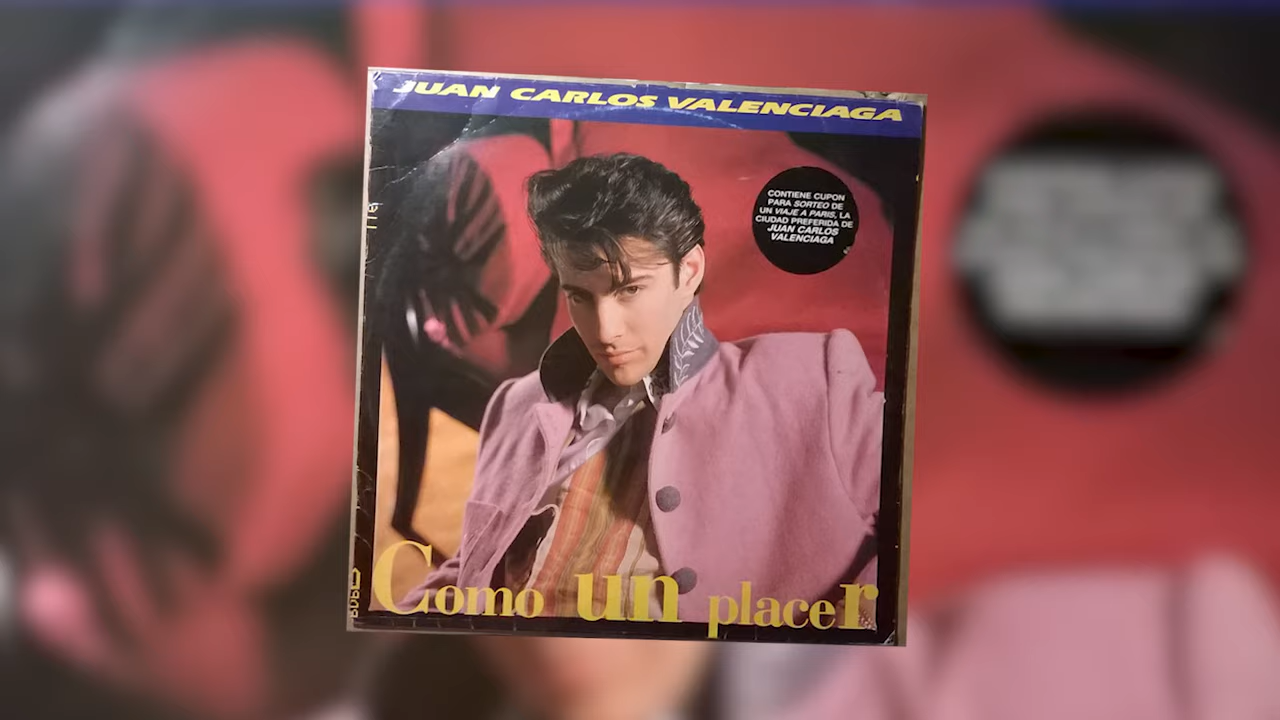 JUAN CARLOS VALENCIAGA
CONTIENE CUPON
PARA SORTEO DE
UN VIAJE A PARIS, LA
CIUDAD PREFERIDA DE
JUAN CARLOS
VALENCIAGA
Como un placer